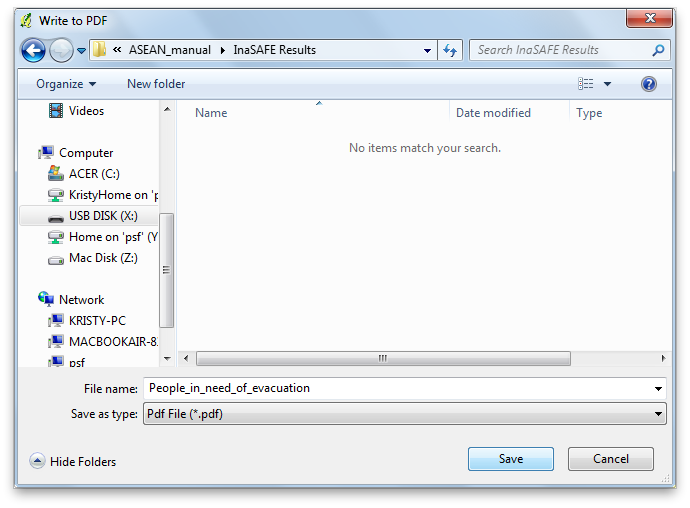 Write to PDF
« ASEAN_manual ▸ InaSAFE Results
Search InaSAFE Results
Organize
New folder
Name
Date modified
Type
No items match your search.
Videos
Computer
ACER (C:)
KristyHome on 'p
USB DISK (X:)
Home on 'psf' (Y
Mac Disk (Z:)
Network
KRISTY-PC
MACBOOKAIR-8
psf
File name: People_in_need_of_evacuation
Save as type: Pdf File (*.pdf)
Hide Folders
Save
Cancel